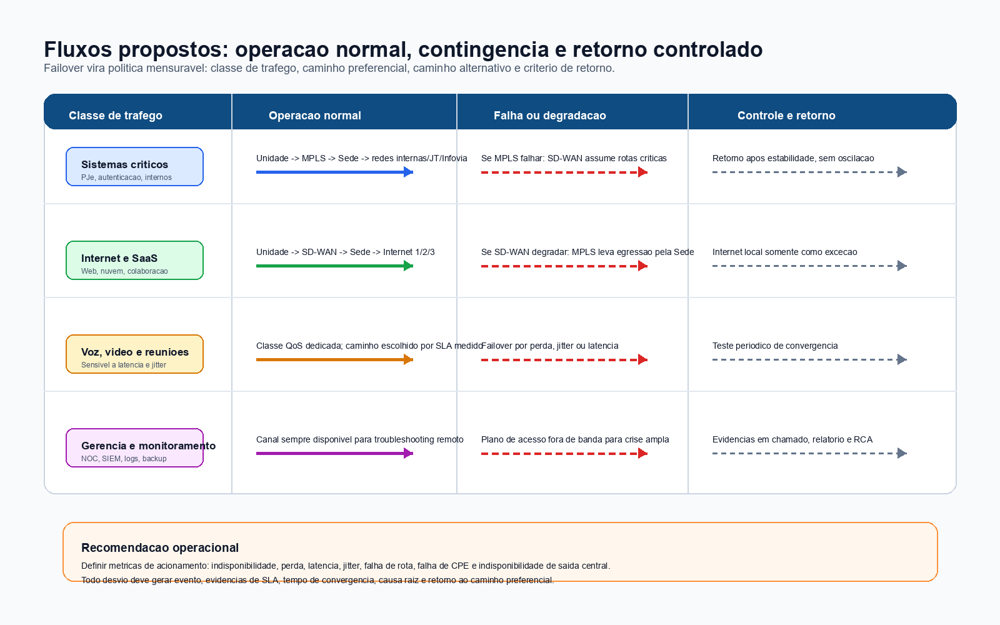 Fluxos propostos: operacao normal, contingencia e retorno controlado
Failover vira politica mensuravel: classe de trafego, caminho preferencial, caminho alternativo e criterio de retorno.
Classe de trafego
Operacao normal
Falha ou degradacao
Controle e retorno
Sistemas criticos
PJe, autenticacao, internos
Unidade -> MPLS -> Sede -> redes internas/JT/Infovia
Se MPLS falhar: SD-WAN assume rotas criticas
Retorno apos estabilidade, sem oscilacao
Internet e SaaS
Web, nuvem, colaboracao
Unidade -> SD-WAN -> Sede -> Internet 1/2/3
Se SD-WAN degradar: MPLS leva egressao pela Sede
Internet local somente como excecao
Voz, video e reunioes
Sensivel a latencia e jitter
Classe QoS dedicada; caminho escolhido por SLA medido
Failover por perda, jitter ou latencia
Teste periodico de convergencia
Gerencia e monitoramento
NOC, SIEM, logs, backup
Canal sempre disponivel para troubleshooting remoto
Plano de acesso fora de banda para crise ampla
Evidencias em chamado, relatorio e RCA
Recomendacao operacional
Definir metricas de acionamento: indisponibilidade, perda, latencia, jitter, falha de rota, falha de CPE e indisponibilidade de saida central.
Todo desvio deve gerar evento, evidencias de SLA, tempo de convergencia, causa raiz e retorno ao caminho preferencial.